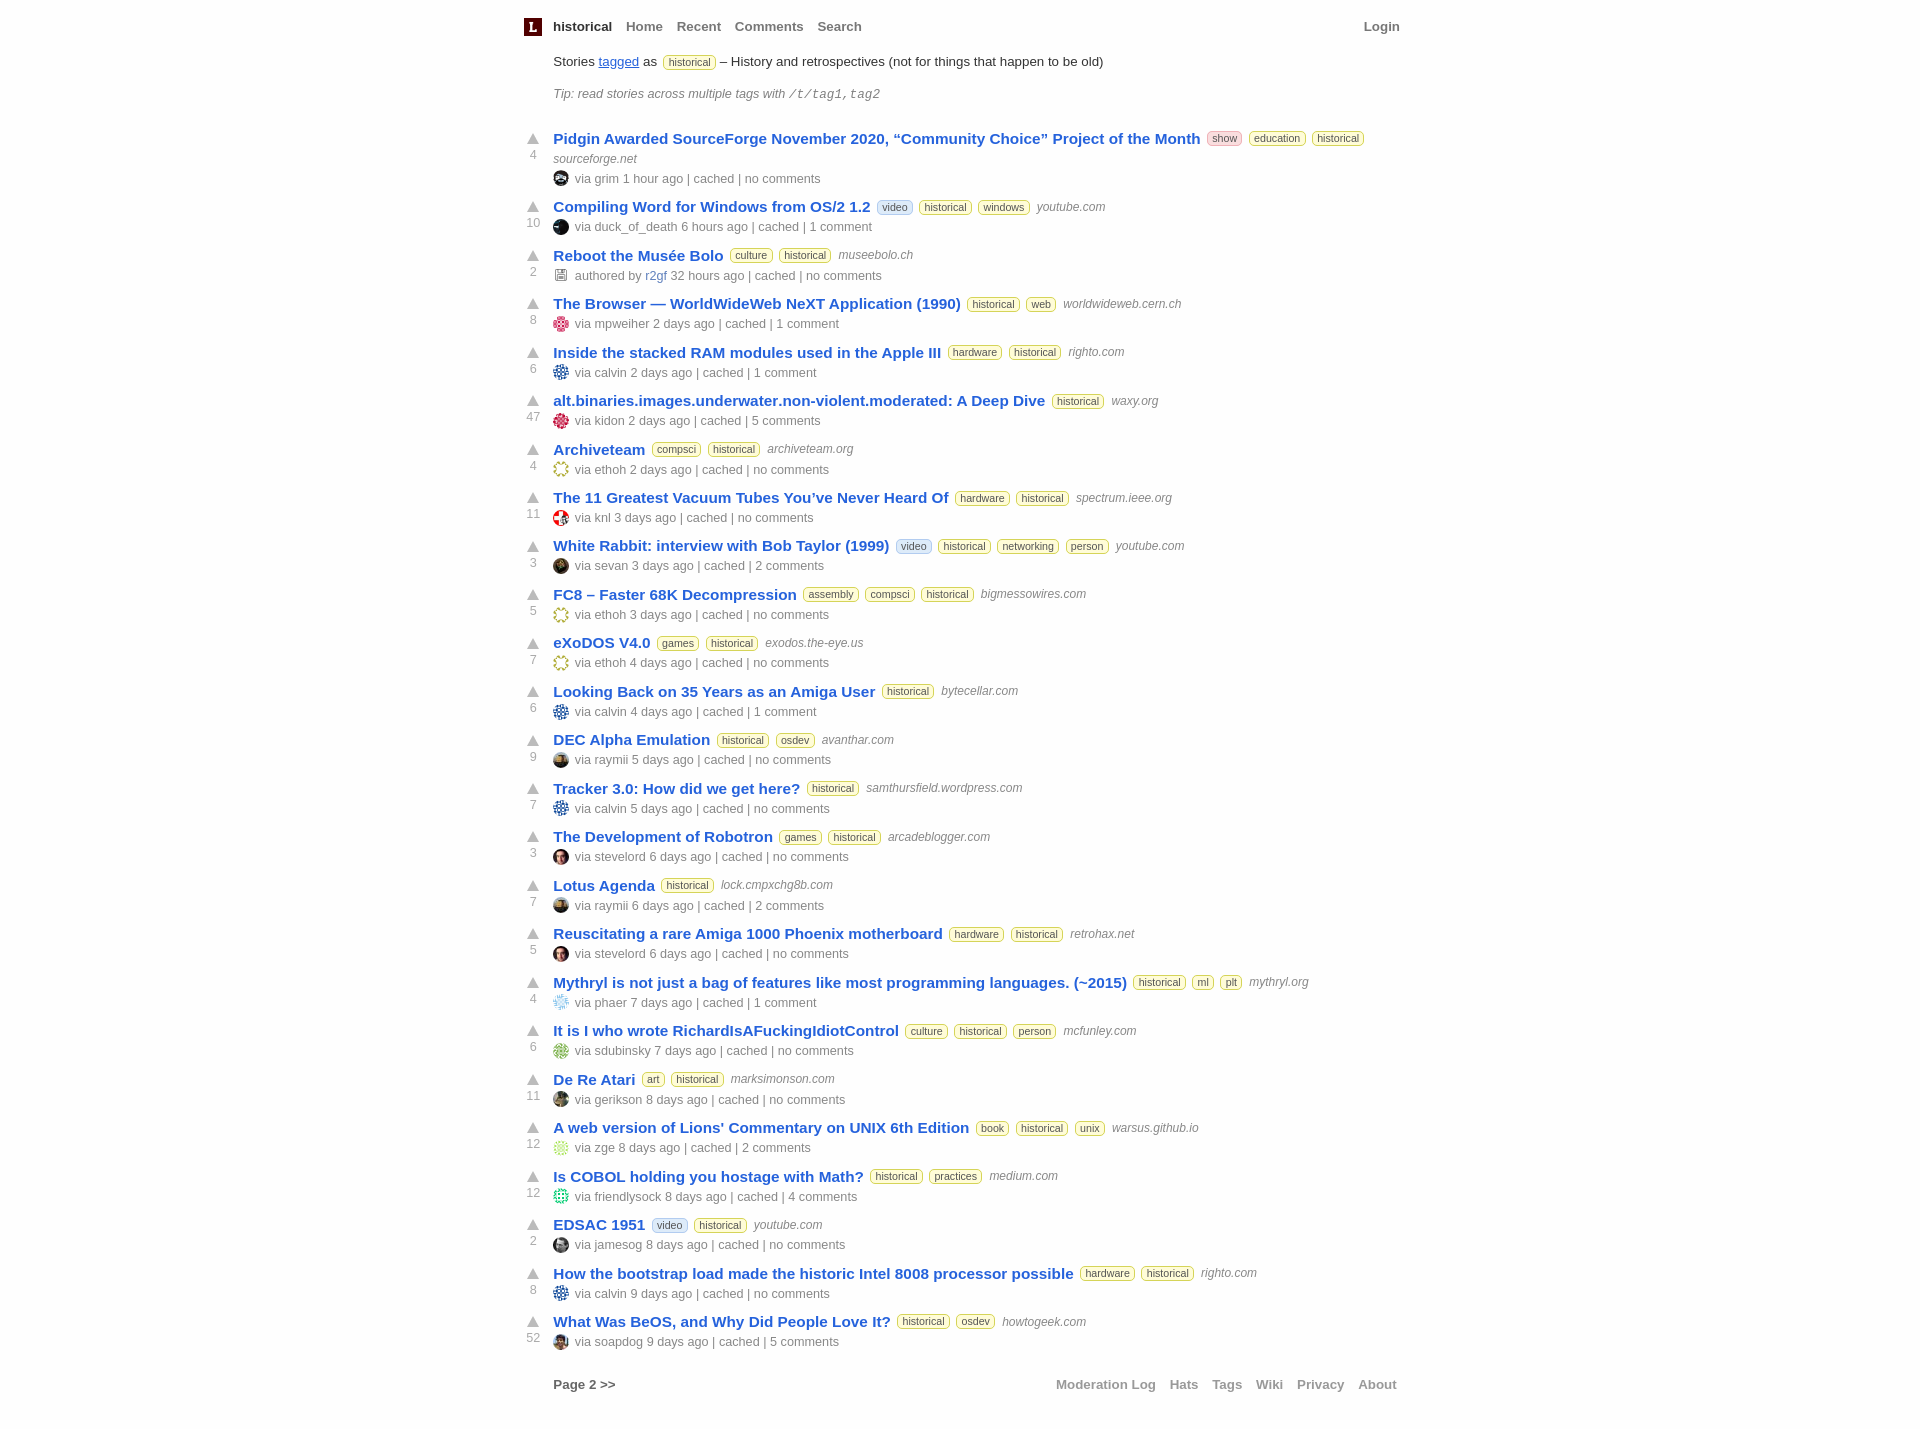 L historical Home Recent Comments Search Login
Stories tagged as historical – History and retrospectives (not for things that happen to be old)
Tip: read stories across multiple tags with /t/tag1,tag2
Pidgin Awarded SourceForge November 2020, “Community Choice” Project of the Month show education historical
4 sourceforge.net
via grim 1 hour ago | cached | no comments
Compiling Word for Windows from OS/2 1.2 video historical windows youtube.com
10 via duck_of_death 6 hours ago | cached | 1 comment
Reboot the Musée Bolo culture historical museebolo.ch
2 authored by r2gf 32 hours ago | cached | no comments
The Browser — WorldWideWeb NeXT Application (1990) historical web worldwideweb.cern.ch
8 via mpweiher 2 days ago | cached | 1 comment
Inside the stacked RAM modules used in the Apple III hardware historical righto.com
6 via calvin 2 days ago | cached | 1 comment
alt.binaries.images.underwater.non-violent.moderated: A Deep Dive historical waxy.org
47 via kidon 2 days ago | cached | 5 comments
Archiveteam compsci historical archiveteam.org
4 via ethoh 2 days ago | cached | no comments
The 11 Greatest Vacuum Tubes You’ve Never Heard Of hardware historical spectrum.ieee.org
11 via knl 3 days ago | cached | no comments
White Rabbit: interview with Bob Taylor (1999) video historical networking person youtube.com
3 via sevan 3 days ago | cached | 2 comments
FC8 – Faster 68K Decompression assembly compsci historical bigmessowires.com
5 via ethoh 3 days ago | cached | no comments
eXoDOS V4.0 games historical exodos.the-eye.us
7 via ethoh 4 days ago | cached | no comments
Looking Back on 35 Years as an Amiga User historical bytecellar.com
6 via calvin 4 days ago | cached | 1 comment
DEC Alpha Emulation historical osdev avanthar.com
9 via raymii 5 days ago | cached | no comments
Tracker 3.0: How did we get here? historical samthursfield.wordpress.com
7 via calvin 5 days ago | cached | no comments
The Development of Robotron games historical arcadeblogger.com
3 via stevelord 6 days ago | cached | no comments
Lotus Agenda historical lock.cmpxchg8b.com
7 via raymii 6 days ago | cached | 2 comments
Reuscitating a rare Amiga 1000 Phoenix motherboard hardware historical retrohax.net
5 via stevelord 6 days ago | cached | no comments
Mythryl is not just a bag of features like most programming languages. (~2015) historical ml plt mythryl.org
4 via phaer 7 days ago | cached | 1 comment
It is I who wrote RichardIsAFuckingIdiotControl culture historical person mcfunley.com
6 via sdubinsky 7 days ago | cached | no comments
De Re Atari art historical marksimonson.com
11 via gerikson 8 days ago | cached | no comments
A web version of Lions' Commentary on UNIX 6th Edition book historical unix warsus.github.io
12 via zge 8 days ago | cached | 2 comments
Is COBOL holding you hostage with Math? historical practices medium.com
12 via friendlysock 8 days ago | cached | 4 comments
EDSAC 1951 video historical youtube.com
2 via jamesog 8 days ago | cached | no comments
How the bootstrap load made the historic Intel 8008 processor possible hardware historical righto.com
8 via calvin 9 days ago | cached | no comments
What Was BeOS, and Why Did People Love It? historical osdev howtogeek.com
52 via soapdog 9 days ago | cached | 5 comments
Page 2 >> Moderation Log Hats Tags Wiki Privacy About